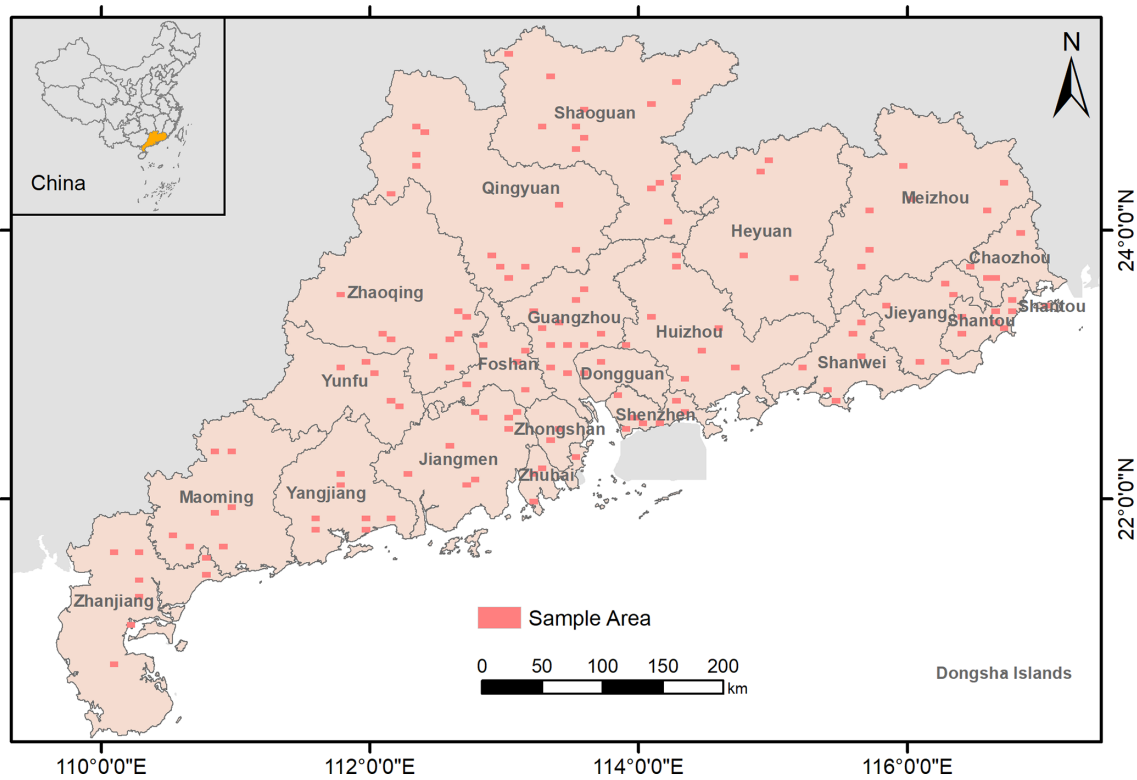 N
China
Shaoguan
Qingyuan
Meizhou
24°0'0"N
Heyuan
Chaozhou
Zhaoqing
Shantou
Jieyang
Guangzhou
Shantou
Huizhou
Foshan
Shanwei
Dongguan
Yunfu
Shenzhen
Zhongshan
Jiangmen
Zhubai
Yangjiang
Maoming
22°0'0"N
Zhanjiang
Sample Area
0 50 100 150 200
km
Dongsha Islands
110°0'0"E 112°0'0"E 114°0'0"E 116°0'0"E